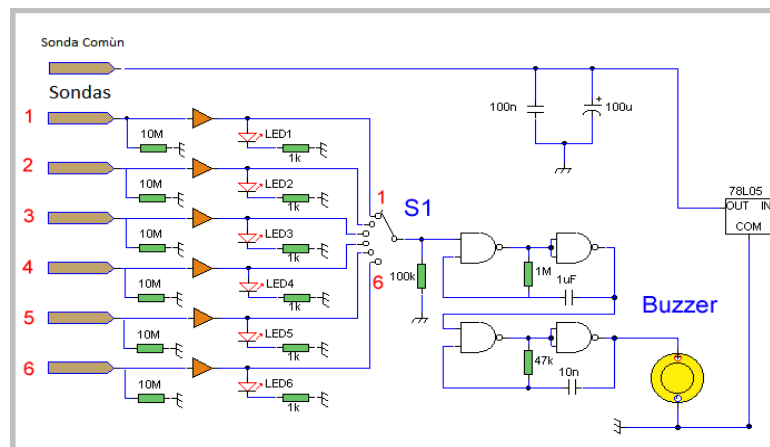 Sonda Comùn
Sondas
100n
100u
1
10M
LED1
1k
2
10M
LED2
1k
3
10M
LED3
1k
4
10M
LED4
1k
5
10M
LED5
1k
6
10M
LED6
1k
1
S1
6
100k
1M
1uF
47k
10n
Buzzer
78L05
OUT IN
COM